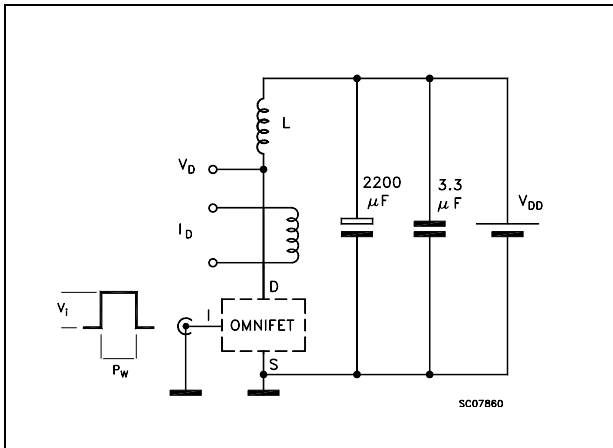 L
V_D
2200
μF
3.3
μF
V_DD
I_D
D
V_i
I
OMNIFET
P_W
S
SC07860